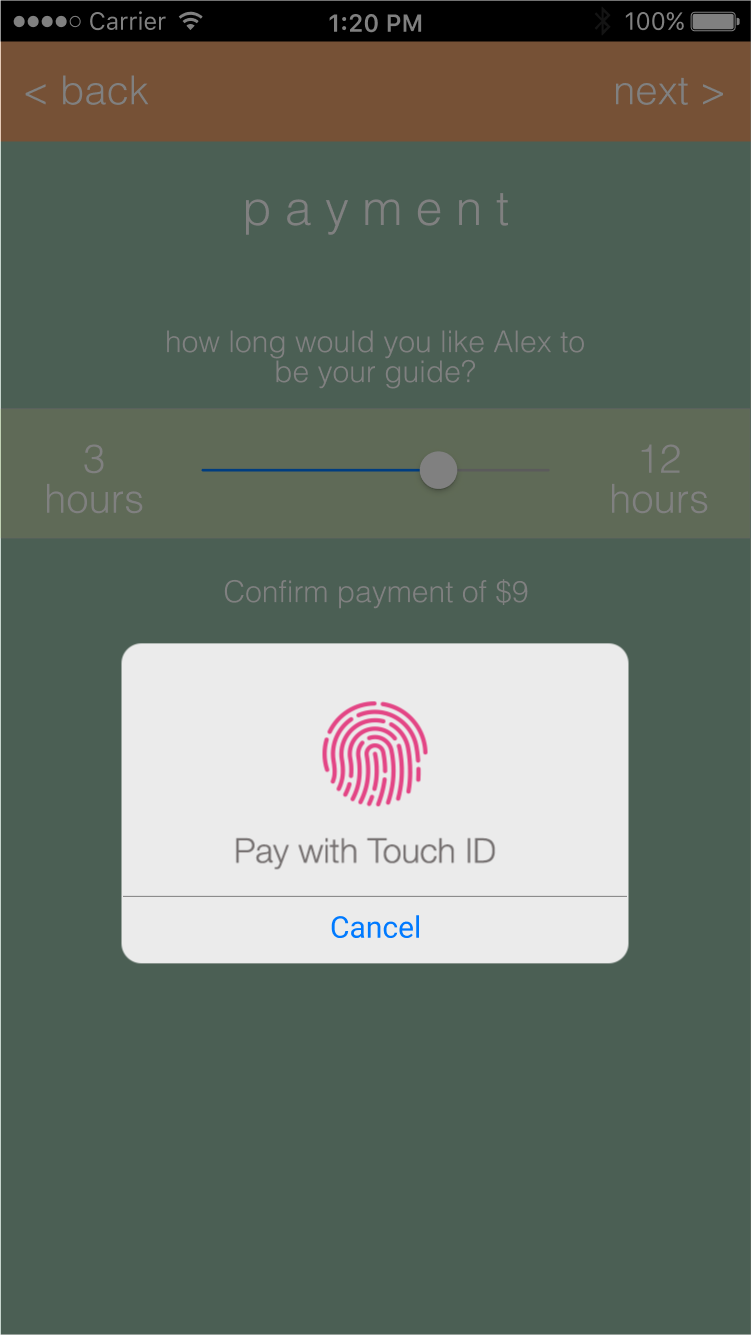 Carrier 1:20 PM 100%
< back next >
payment
how long would you like Alex to
be your guide?
3 12
hours hours
Confirm payment of $9
Pay with Touch ID
Cancel